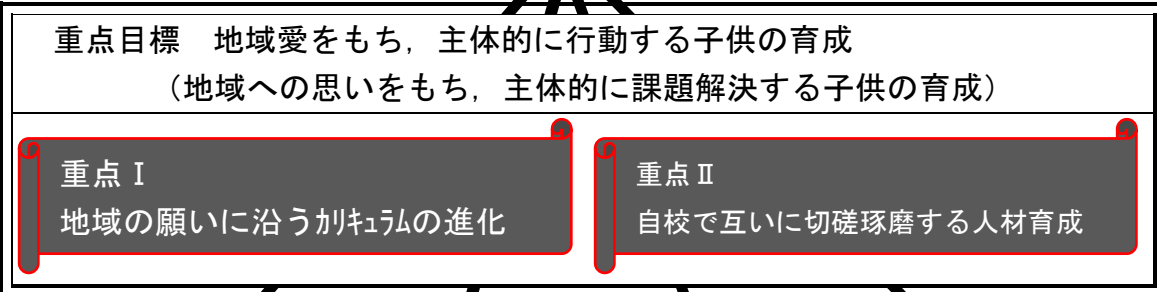 重点目標　地域愛をもち，主体的に行動する子供の育成
（地域への思いをもち，主体的に課題解決する子供の育成）
重点Ⅰ
地域の願いに沿うｶﾘｷｭﾗﾑの進化
重点Ⅱ
自校で互いに切磋琢磨する人材育成